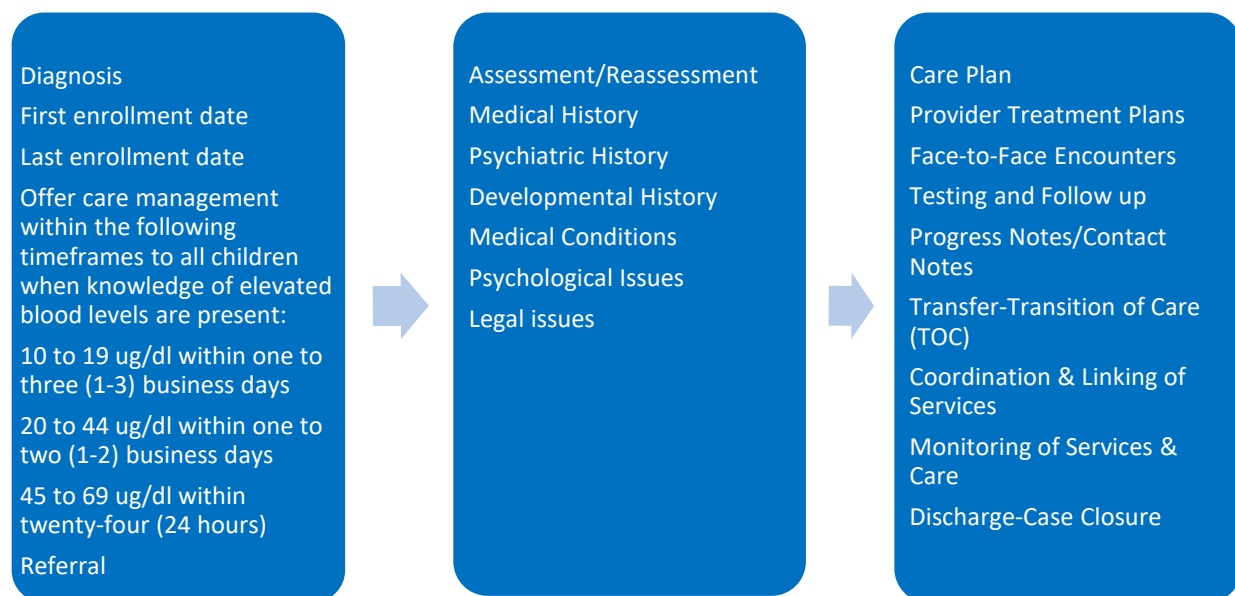 Diagnosis
First enrollment date
Last enrollment date
Offer care management
within the following
timeframes to all children
when knowledge of elevated
blood levels are present:
10 to 19 ug/dl within one to
three (1-3) business days
20 to 44 ug/dl within one to
two (1-2) business days
45 to 69 ug/dl within
twenty-four (24 hours)
Referral
Assessment/Reassessment
Medical History
Psychiatric History
Developmental History
Medical Conditions
Psychological Issues
Legal issues
Care Plan
Provider Treatment Plans
Face-to-Face Encounters
Testing and Follow up
Progress Notes/Contact
Notes
Transfer-Transition of Care
(TOC)
Coordination & Linking of
Services
Monitoring of Services &
Care
Discharge-Case Closure